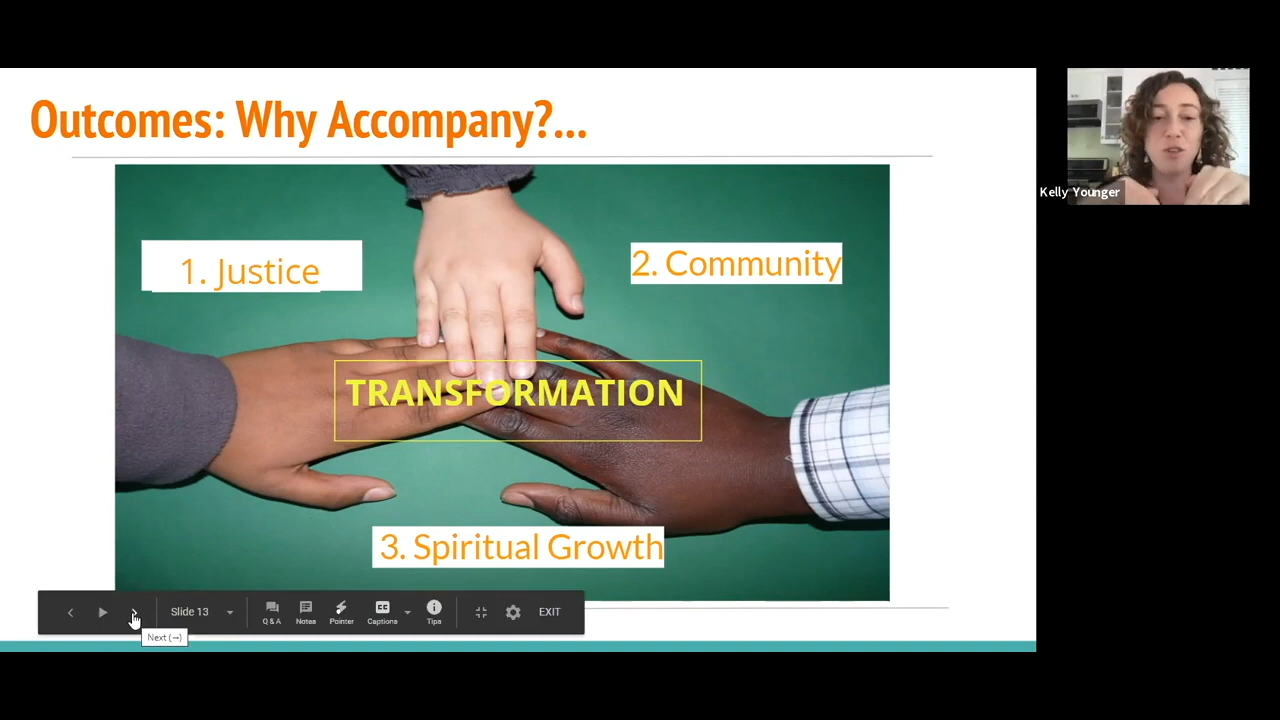 Outcomes: Why Accompany?...
1. Justice
2. Community
TRANSFORMATION
3. Spiritual Growth
Kelly Younger
Slide 13
Q & A
Notes
Pointer
Captions
Tips
EXIT
Next (→)